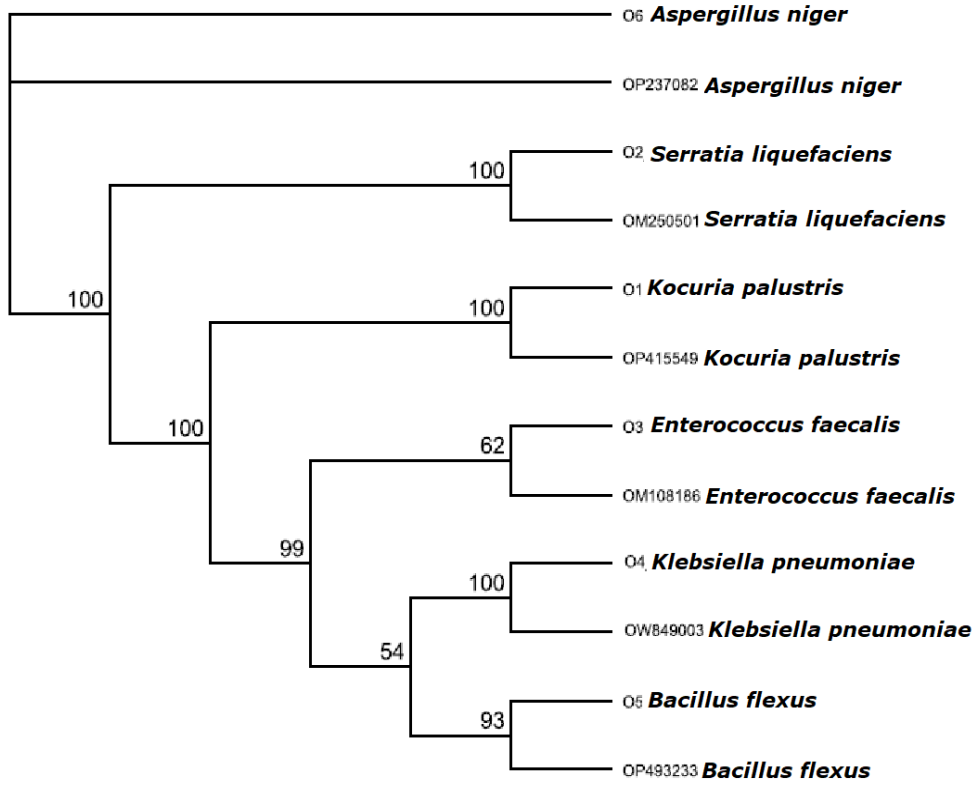 O6 Aspergillus niger
OP237082 Aspergillus niger
O2 Serratia liquefaciens
100
OM250501 Serratia liquefaciens
O1 Kocuria palustris
100
100
OP415549 Kocuria palustris
O3 Enterococcus faecalis
100
62
OM108186 Enterococcus faecalis
99
O4 Klebsiella pneumoniae
100
OW849003 Klebsiella pneumoniae
54
O5 Bacillus flexus
93
OP493233 Bacillus flexus